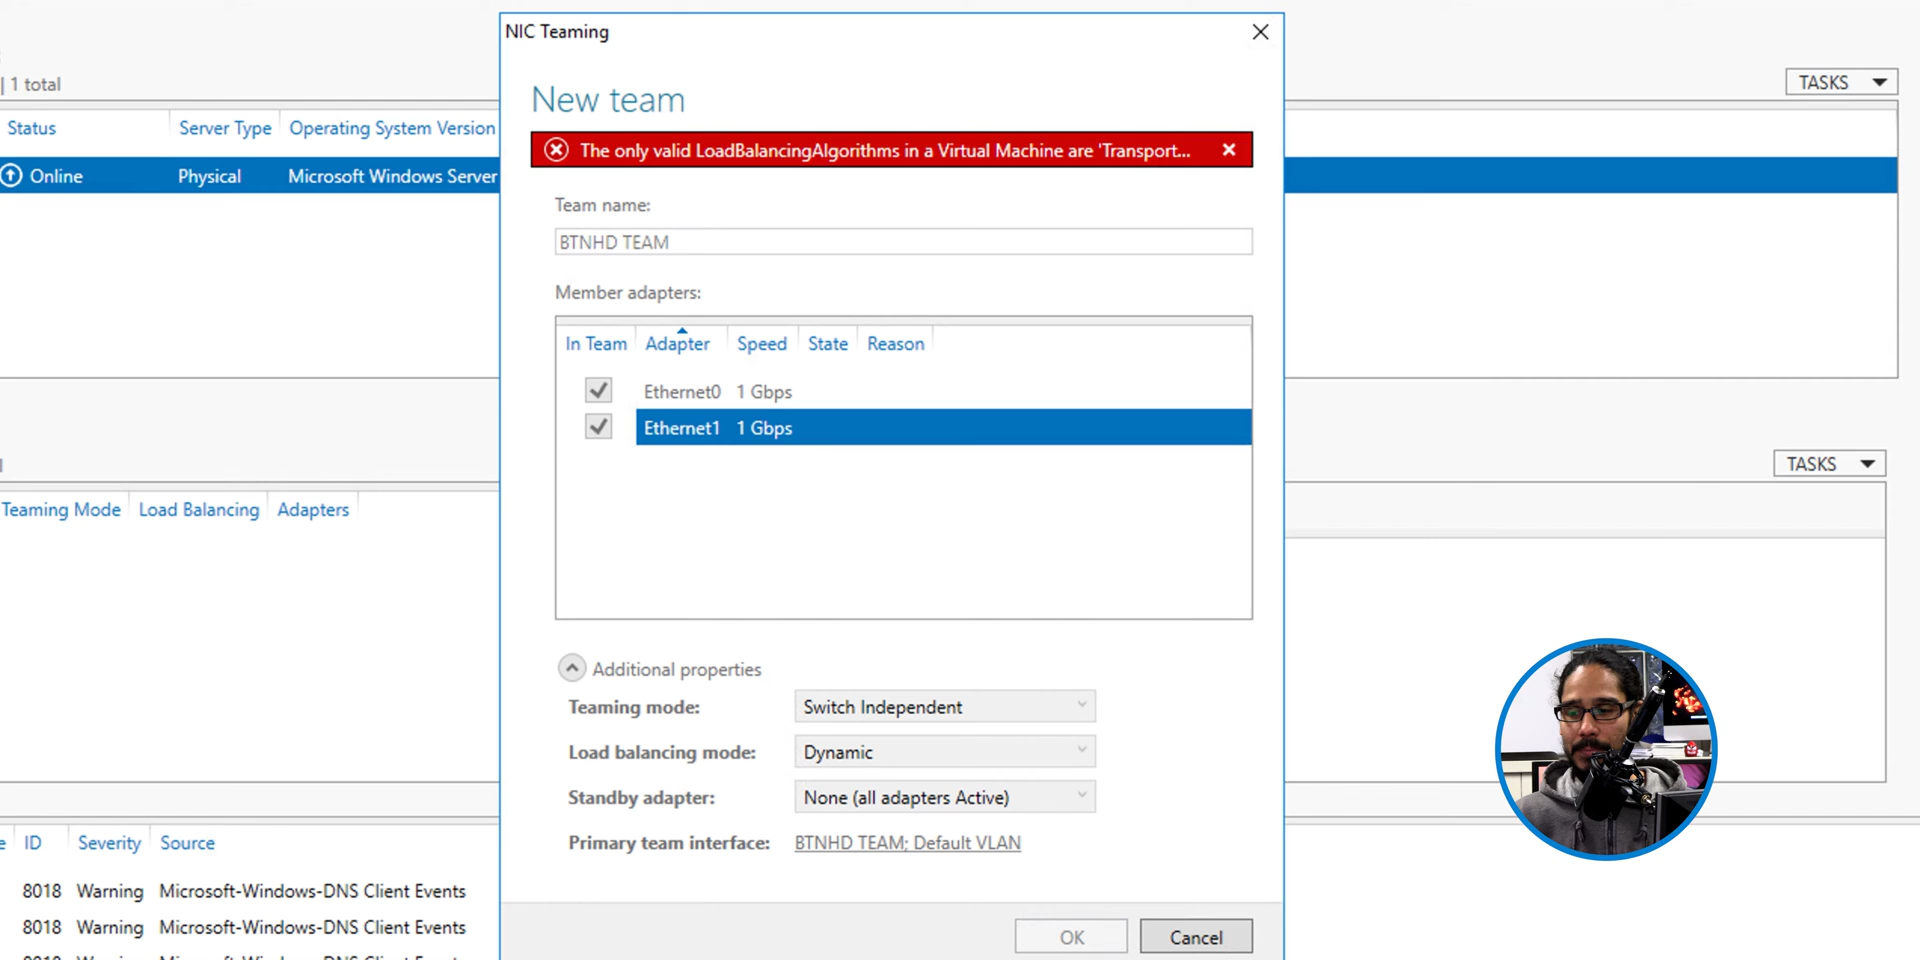 NIC Teaming
New team
The only valid LoadBalancingAlgorithms in a Virtual Machine are 'Transport...
Team name:
BTNHD TEAM
Member adapters:
In Team Adapter Speed State Reason
Ethernet0 1 Gbps
Ethernet1 1 Gbps
Additional properties
Teaming mode: Switch Independent
Load balancing mode: Dynamic
Standby adapter: None (all adapters Active)
Primary team interface: BTNHD TEAM; Default VLAN
OK Cancel
| 1 total
TASKS
Status Server Type Operating System Version
Online Physical Microsoft Windows Server
TASKS
Teaming Mode Load Balancing Adapters
ID Severity Source
8018 Warning Microsoft-Windows-DNS Client Events
8018 Warning Microsoft-Windows-DNS Client Events